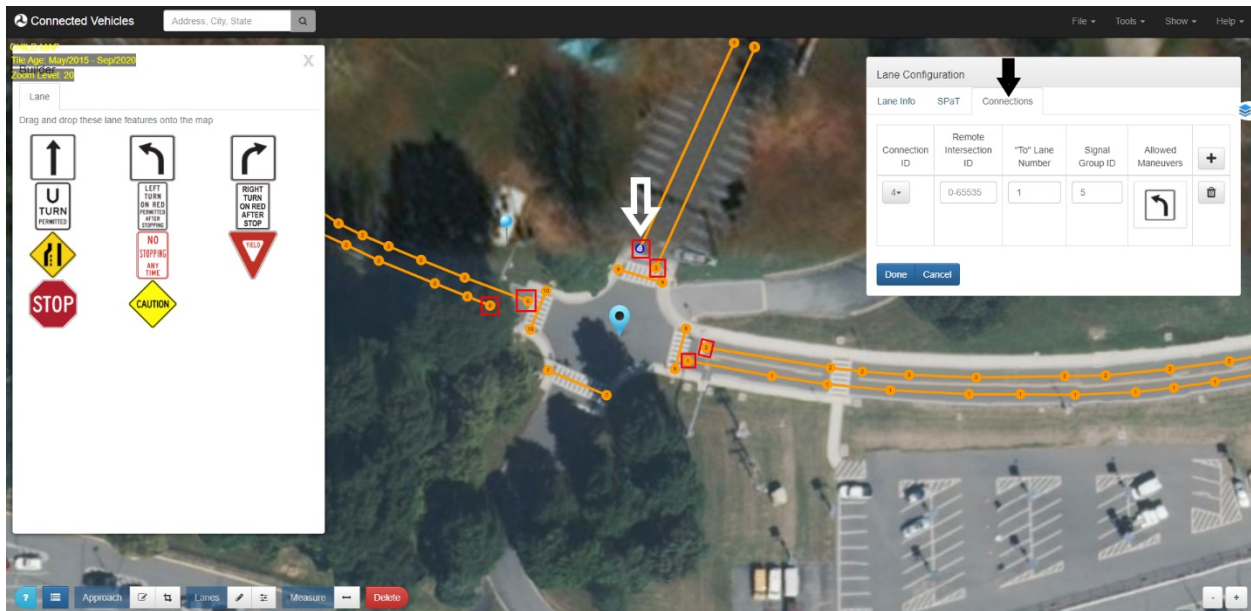 Connected Vehicles
Address, City, State
File
Tools
Show
Help
CHILD MAP
Tile Age: May/2015 - Sep/2020
Builder
Zoom Level: 20
X
Lane
Drag and drop these lane features onto the map
U
TURN
PERMITTED
LEFT
TURN
ON RED
PERMITTED
AFTER
STOPPING
RIGHT
TURN
ON RED
AFTER
STOP
NO
STOPPING
ANY
TIME
YIELD
STOP
CAUTION
Lane Configuration
Lane Info SPaT Connections
Connection
ID
Remote
Intersection
ID
"To" Lane
Number
Signal
Group ID
Allowed
Maneuvers
+
4
0-65535
1
5
Done Cancel
? Approach Lanes Measure Delete
- +